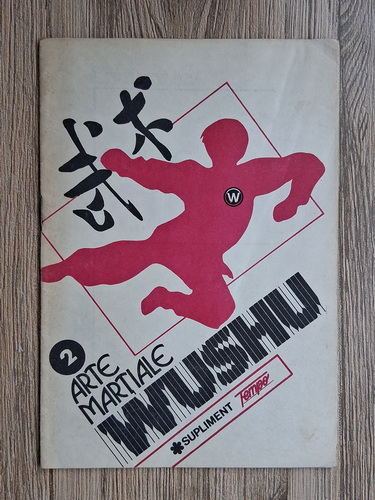 武术
W
2
ARTE
MARTIALE
WUSHU
* SUPLIMENT Tempo